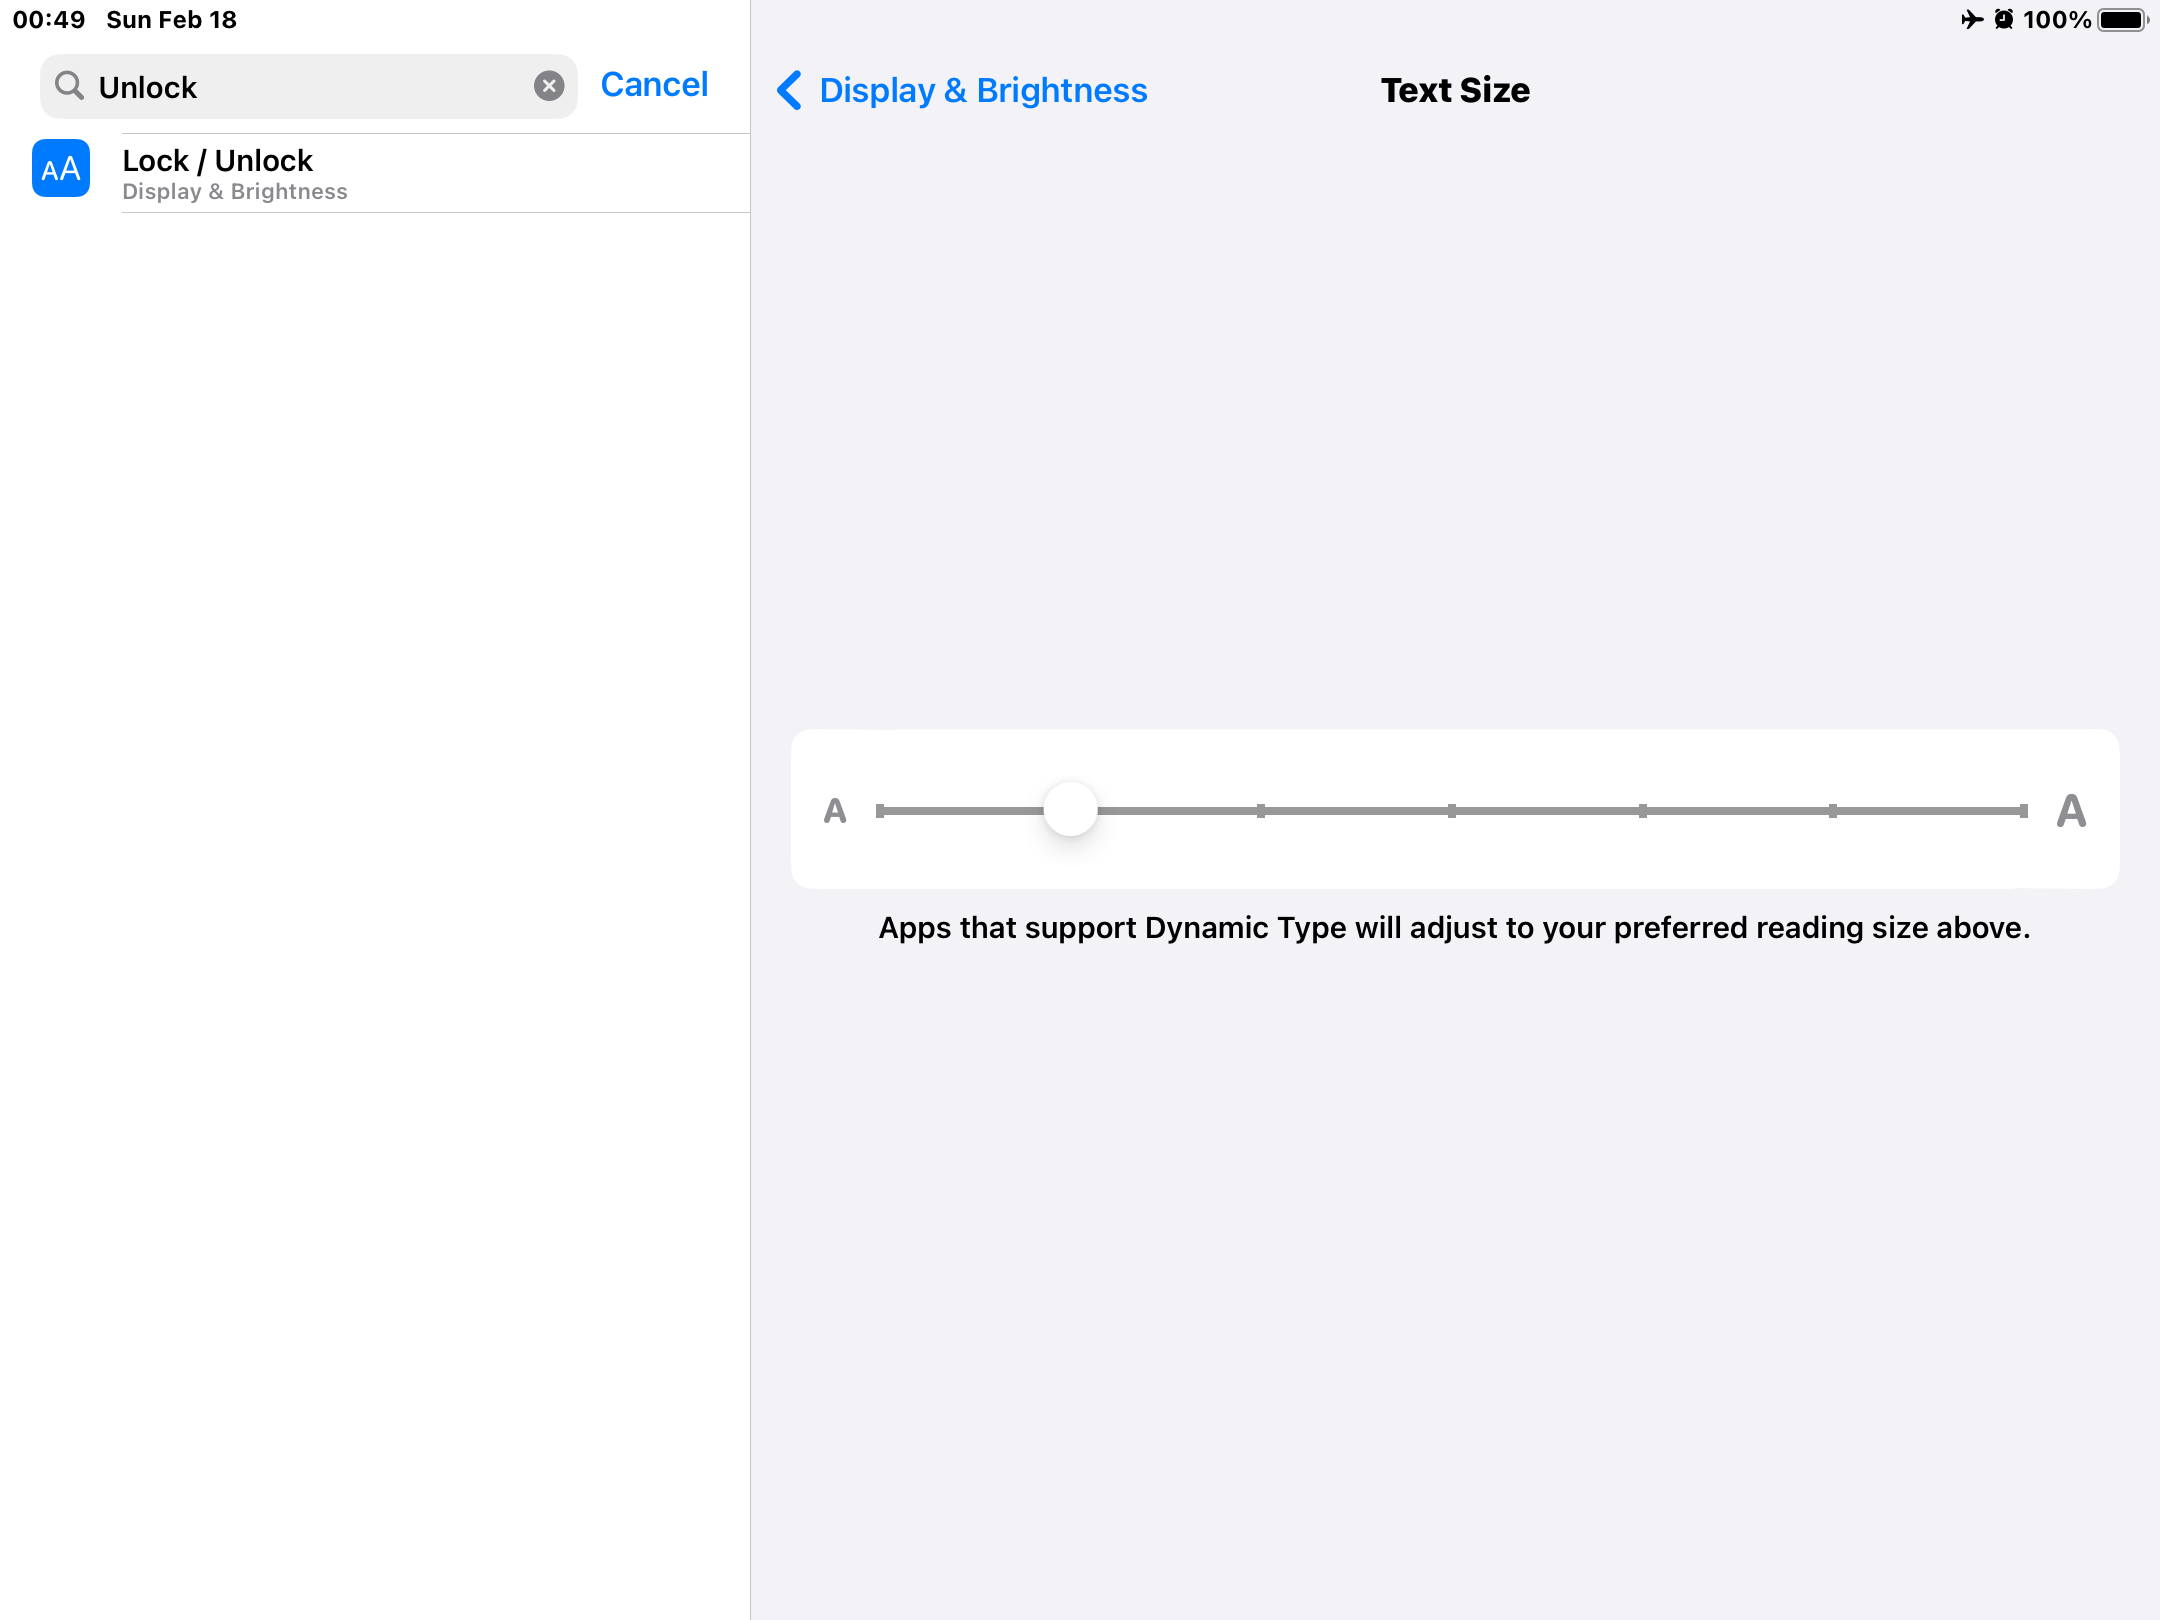 00:49 Sun Feb 18
100%
Unlock
Cancel
AA
Lock / Unlock
Display & Brightness
Display & Brightness
Text Size
A
A
Apps that support Dynamic Type will adjust to your preferred reading size above.